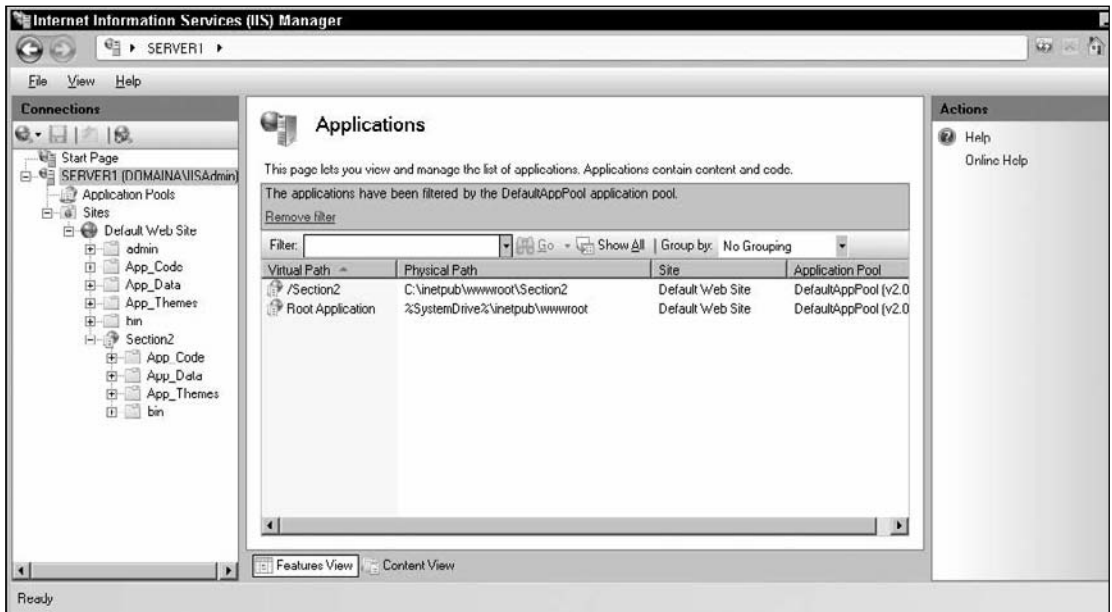 Internet Information Services (IIS) Manager
SERVER1
File View Help
Connections
Start Page
SERVER1 (DOMAINA\IISAdmin)
Application Pools
Sites
Default Web Site
admin
App_Code
App_Data
App_Themes
bin
Section2
App_Code
App_Data
App_Themes
bin
Applications
This page lets you view and manage the list of applications. Applications contain content and code.
The applications have been filtered by the DefaultAppPool application pool.
Remove filter
Filter: Go Show All Group by: No Grouping
Virtual Path Physical Path Site Application Pool
/Section2 C:\inetpub\wwwroot\Section2 Default Web Site DefaultAppPool (v2.0
Root Application %SystemDrive%\inetpub\wwwroot Default Web Site DefaultAppPool (v2.0
Features View Content View
Actions
Help
Online Help
Ready